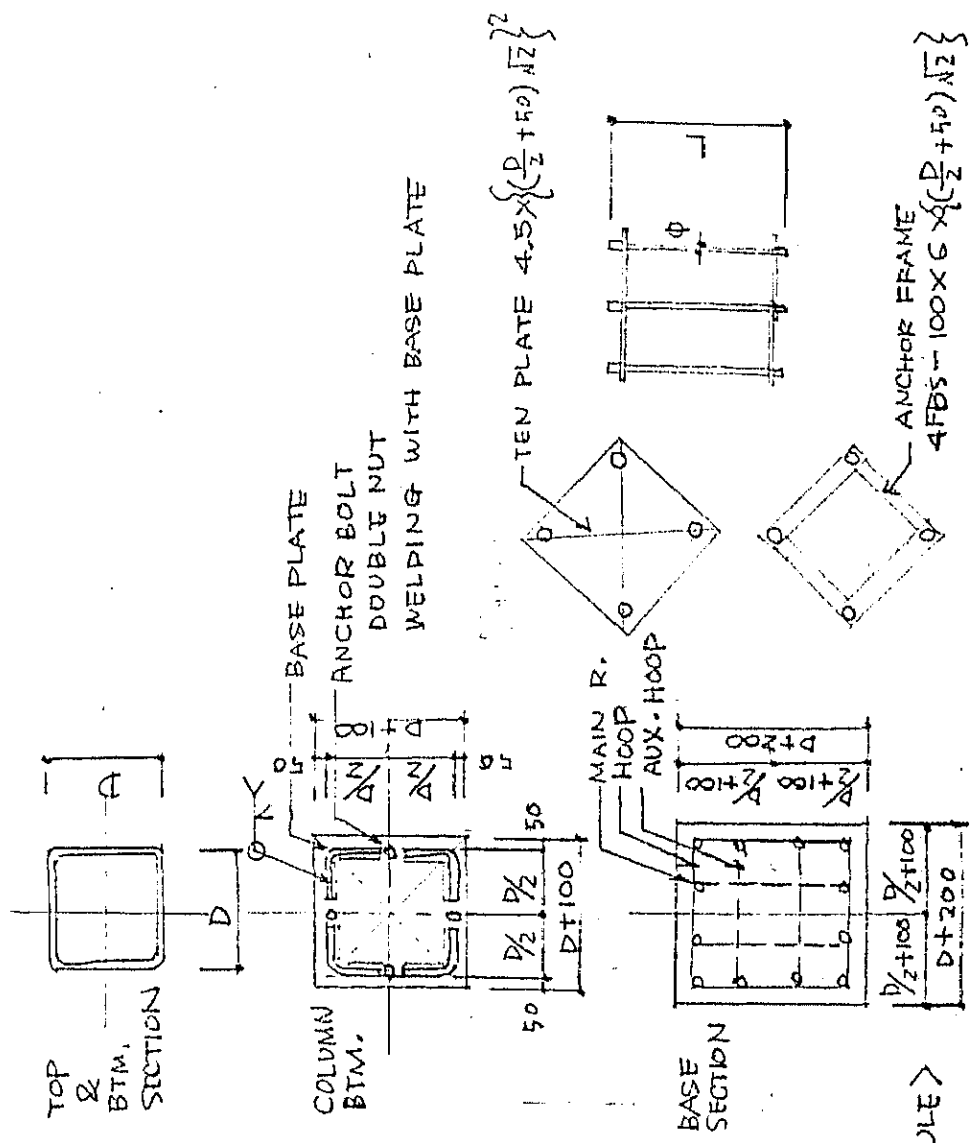 TOP
&
BTM.
SECTION
D
D
COLUMN
BTM.
BASE PLATE
ANCHOR BOLT
DOUBLE NUT
WELDING WITH BASE PLATE
50
D/2
D/2
50
D+100
50
D/2
D/2
50
D+100
BASE
SECTION
MAIN R.
HOOP
AUX. HOOP
D/2+100
D/2+100
D+200
D/2+100
D/2+100
D+200
TEN PLATE 4.5×{(D/2+50)√2}²
φ
L
ANCHOR FRAME
4FBS-100×6×{(D/2+50)√2}
ULE>